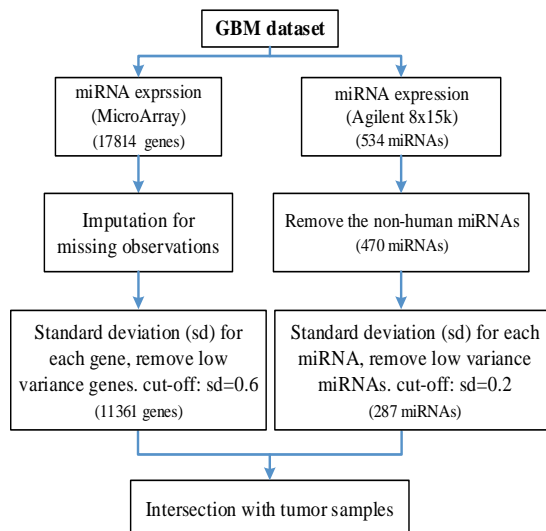 GBM dataset
miRNA exprssion
(MicroArray)
(17814 genes)
miRNA expression
(Agilent 8x15k)
(534 miRNAs)
Imputation for
missing observations
Remove the non-human miRNAs
(470 miRNAs)
Standard deviation (sd) for
each gene, remove low
variance genes. cut-off: sd=0.6
(11361 genes)
Standard deviation (sd) for each
miRNA, remove low variance
miRNAs. cut-off: sd=0.2
(287 miRNAs)
Intersection with tumor samples